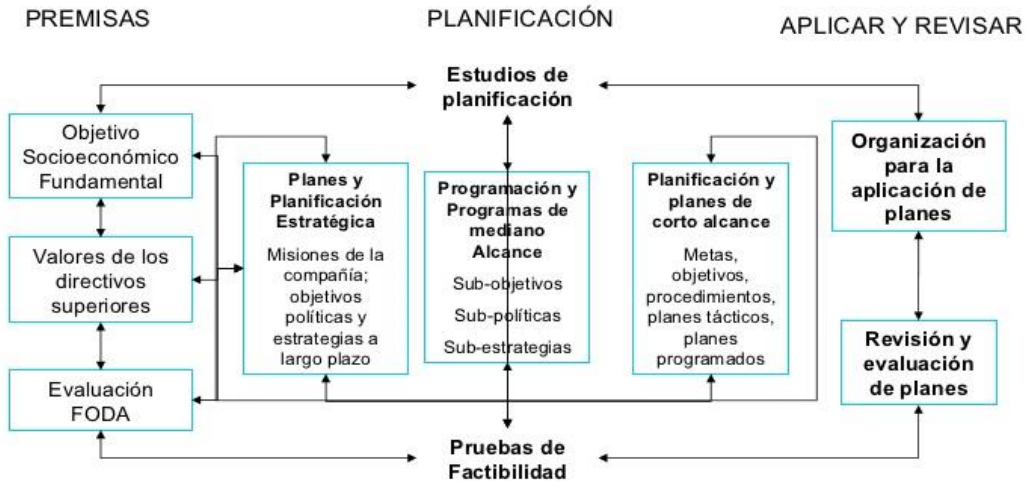 PREMISAS
PLANIFICACIÓN
APLICAR Y REVISAR
Estudios de
planificación
Objetivo
Socioeconómico
Fundamental
Valores de los
directivos
superiores
Evaluación
FODA
Planes y
Planificación
Estratégica
Misiones de la
compañía;
objetivos
políticas y
estrategias a
largo plazo
Programación y
Programas de
mediano
Alcance
Sub-objetivos
Sub-políticas
Sub-estrategias
Planificación y
planes de
corto alcance
Metas,
objetivos,
procedimientos,
planes tácticos,
planes
programados
Organización
para la
aplicación de
planes
Revisión y
evaluación
de planes
Pruebas de
Factibilidad